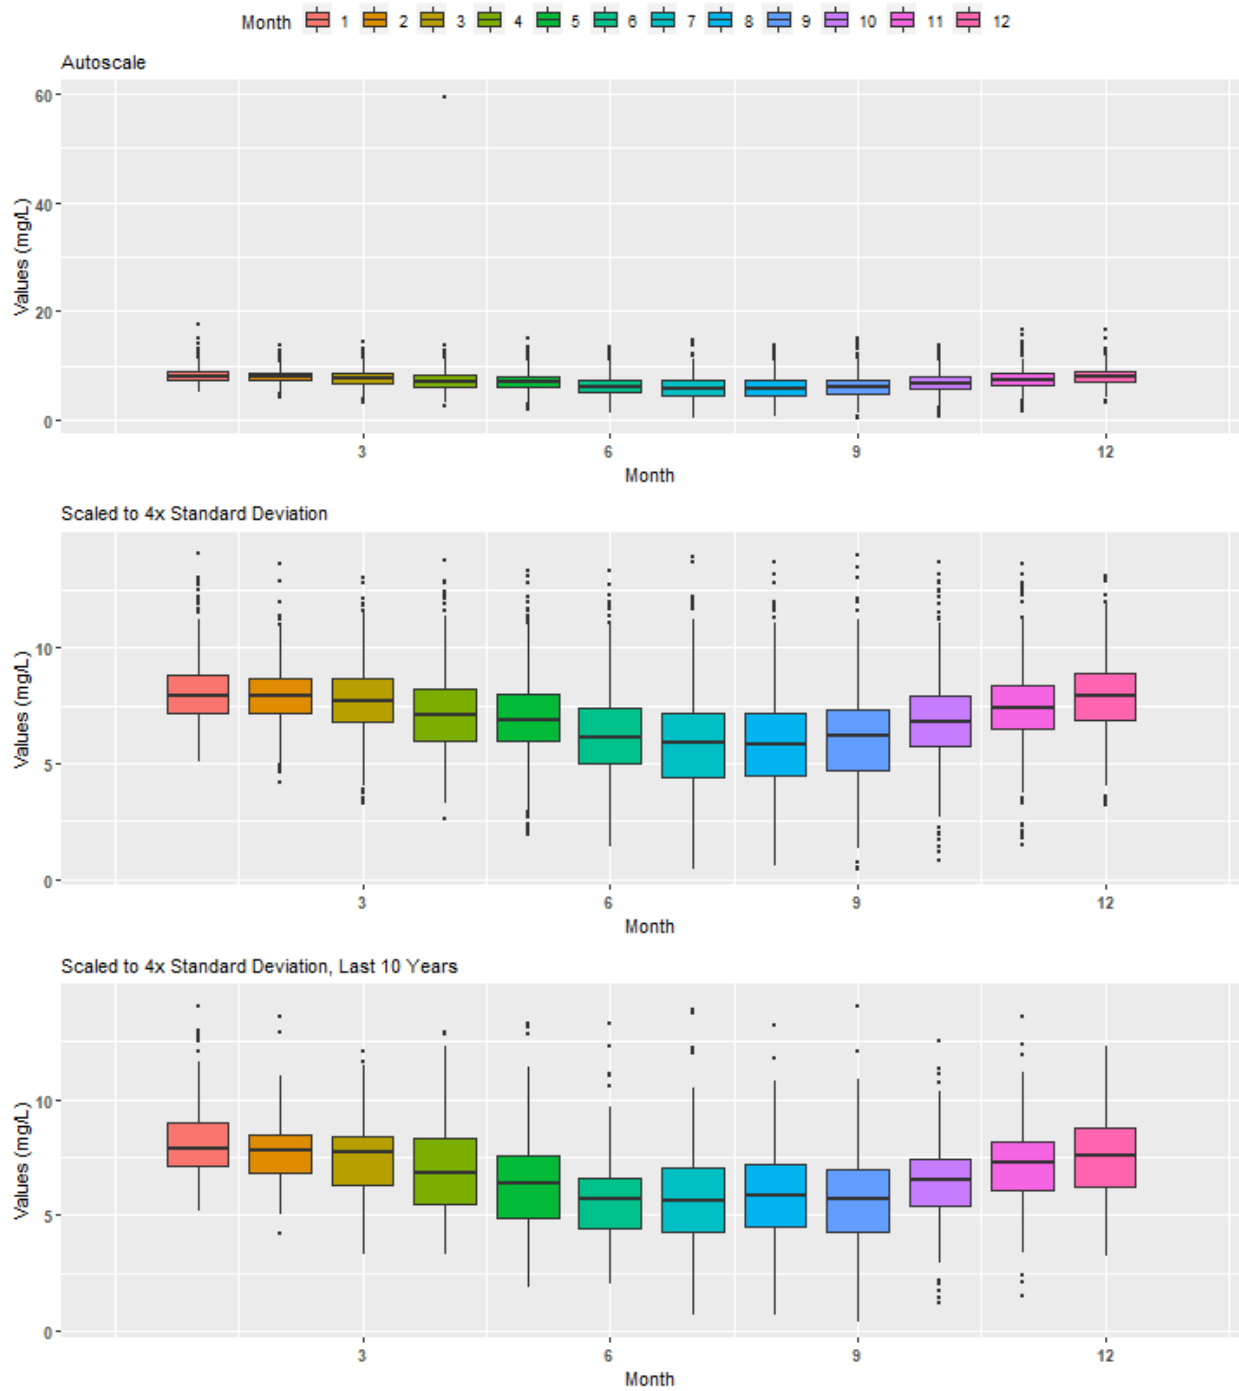 Month 1 2 3 4 5 6 7 8 9 10 11 12
Autoscale
Values (mg/L)
60
40
20
0
3 6 9 12
Month
Scaled to 4x Standard Deviation
Values (mg/L)
10
5
0
3 6 9 12
Month
Scaled to 4x Standard Deviation, Last 10 Years
Values (mg/L)
10
5
0
3 6 9 12
Month